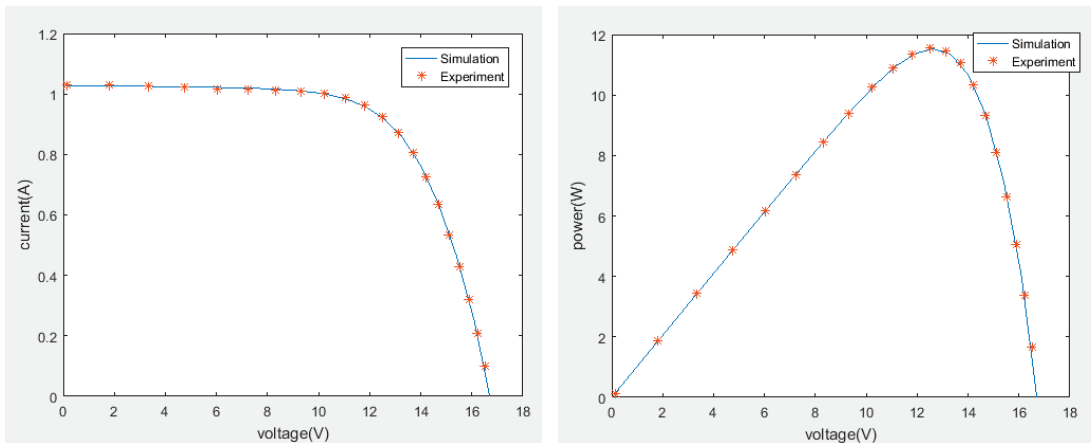 1.2
1
0.8
0.6
0.4
0.2
0
current(A)
Simulation
Experiment
0 2 4 6 8 10 12 14 16 18
voltage(V)
12
10
8
6
4
2
0
power(W)
Simulation
Experiment
0 2 4 6 8 10 12 14 16 18
voltage(V)